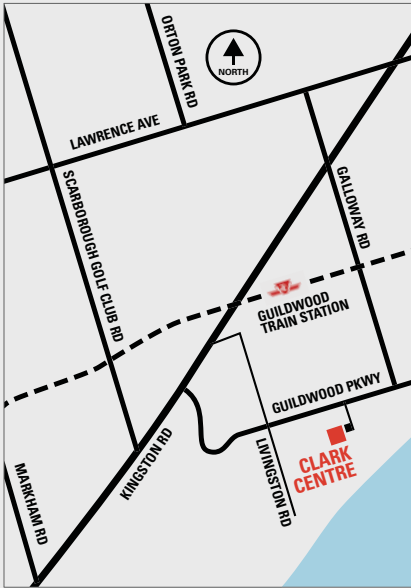 ORTON PARK RD
NORTH
LAWRENCE AVE
SCARBOROUGH GOLF CLUB RD
GALLOWAY RD
GUILDWOOD
TRAIN STATION
GUILDWOOD PKWY
KINGSTON RD
LIVINGSTON RD
CLARK
CENTRE
MARKHAM RD